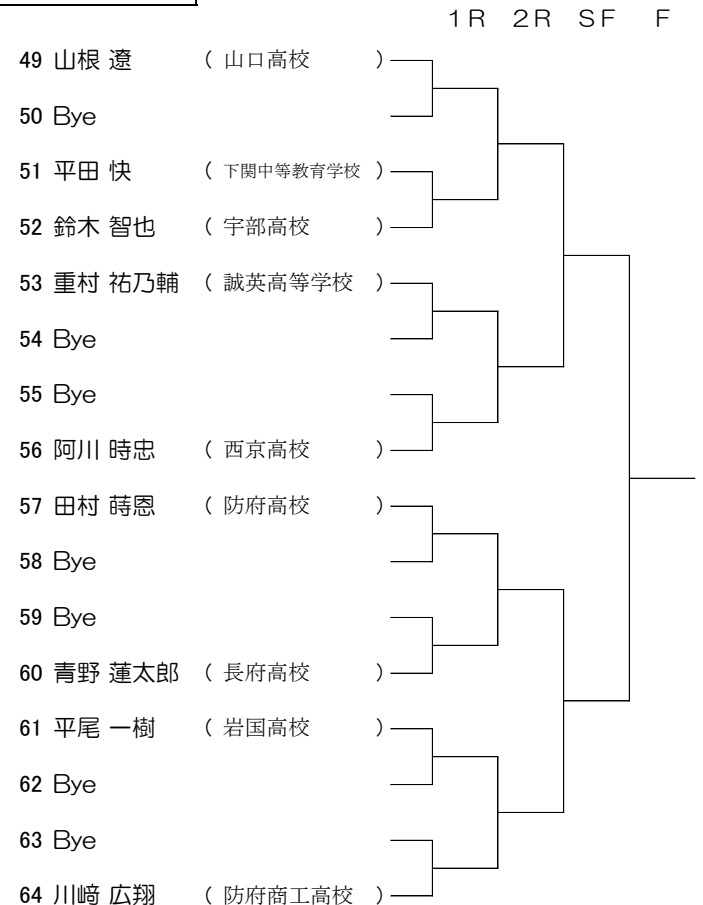 1R 2R SF F
49 山根 遼 ( 山口高校 )
50 Bye
51 平田 快 ( 下関中等教育学校 )
52 鈴木 智也 ( 宇部高校 )
53 重村 祐乃輔 ( 誠英高等学校 )
54 Bye
55 Bye
56 阿川 時忠 ( 西京高校 )
57 田村 蒔恩 ( 防府高校 )
58 Bye
59 Bye
60 青野 蓮太郎 ( 長府高校 )
61 平尾 一樹 ( 岩国高校 )
62 Bye
63 Bye
64 川﨑 広翔 ( 防府商工高校 )